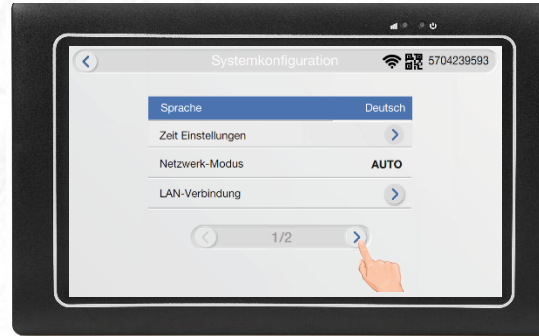 Systemkonfiguration 5704239593
Sprache Deutsch
Zeit Einstellungen
Netzwerk-Modus AUTO
LAN-Verbindung
1/2